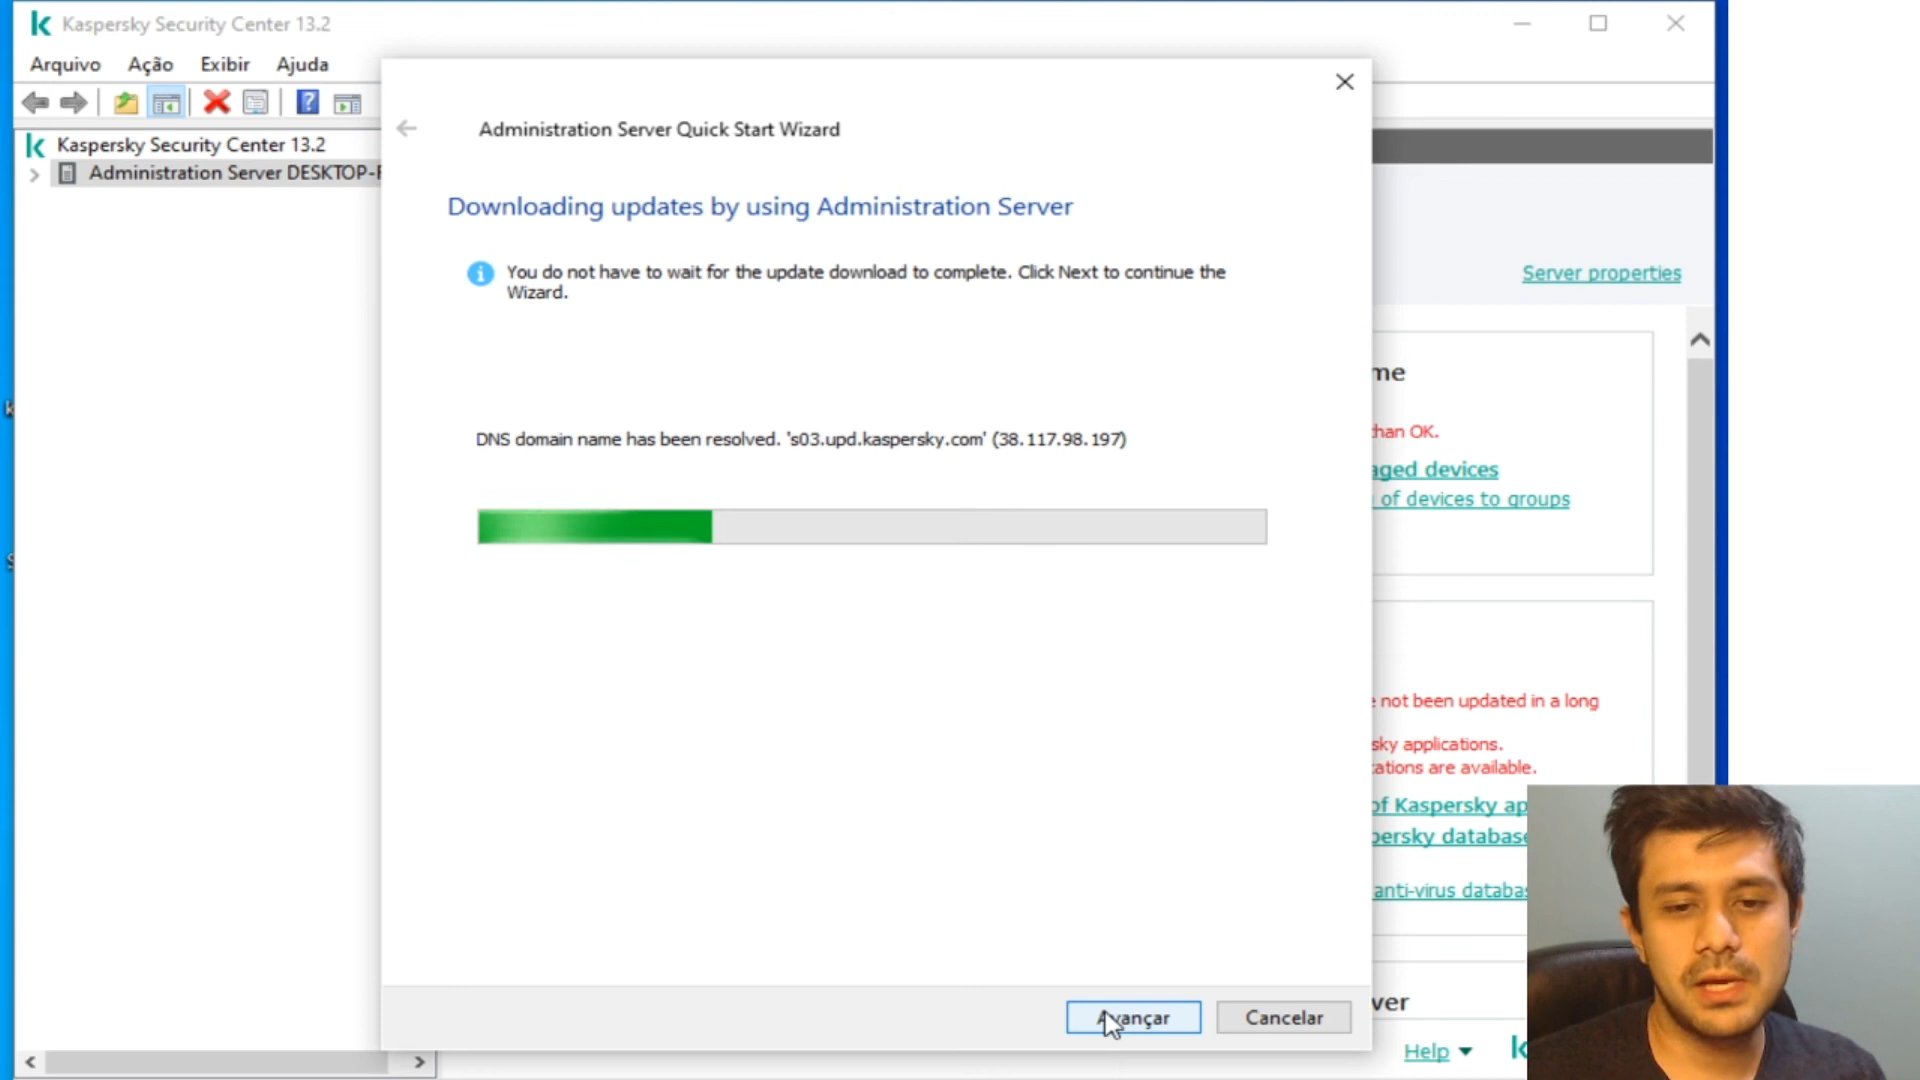 Kaspersky Security Center 13.2
Arquivo Ação Exibir Ajuda
Kaspersky Security Center 13.2
Administration Server DESKTOP-
Administration Server Quick Start Wizard
Downloading updates by using Administration Server
You do not have to wait for the update download to complete. Click Next to continue the
Wizard.
DNS domain name has been resolved. 's03.upd.kaspersky.com' (38.117.98.197)
Avançar
Cancelar
Server properties
me
than OK.
aged devices
of devices to groups
not been updated in a long
sky applications.
cations are available.
of Kaspersky ap
persky database
anti-virus databas
ver
Help